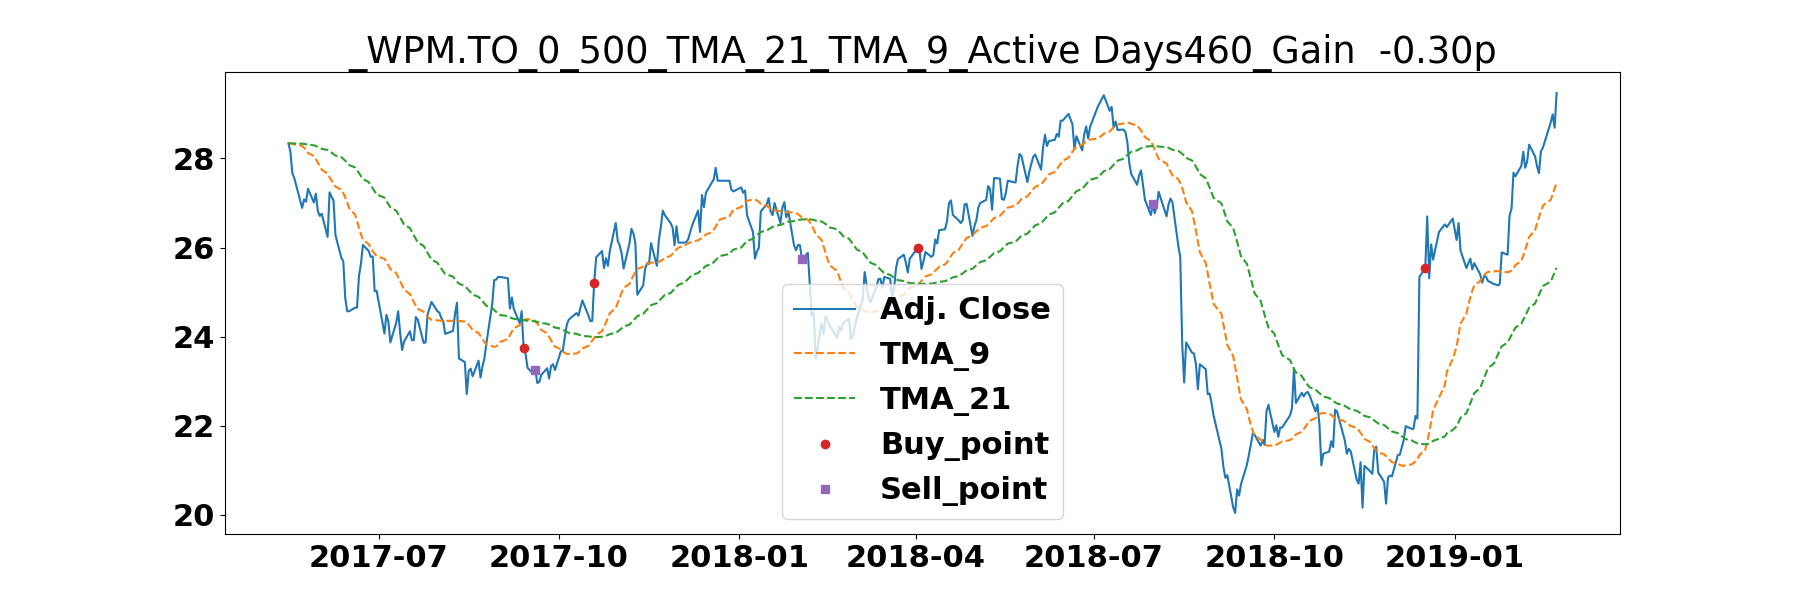 _WPM.TO_0_500_TMA_21_TMA_9_Active Days460_Gain  -0.30p
28
26
24
22
20
Adj. Close
TMA_9
TMA_21
Buy_point
Sell_point
2017-07 2017-10 2018-01 2018-04 2018-07 2018-10 2019-01